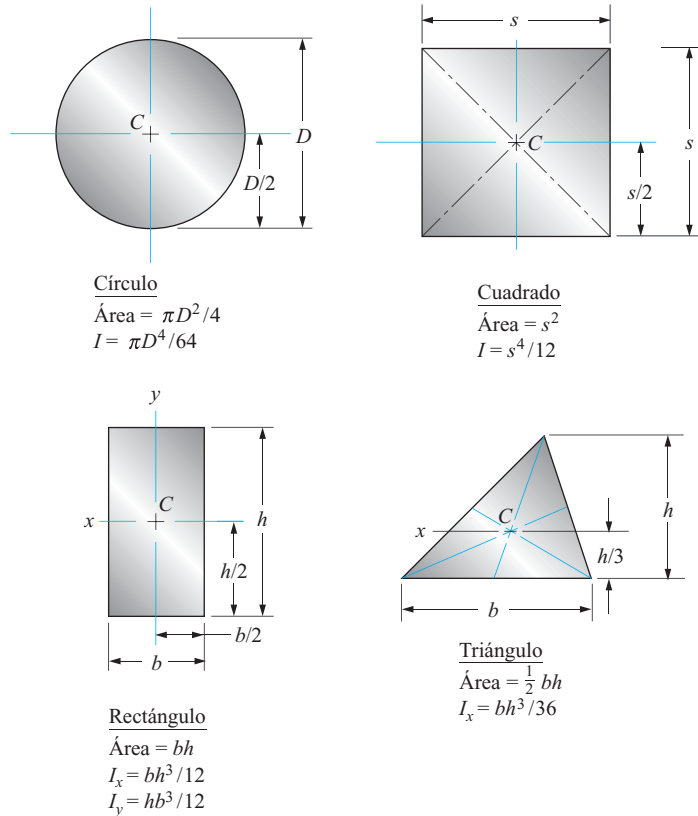 C
D/2
D
Círculo
Área = πD²/4
I = πD⁴/64
s
C
s/2
s
Cuadrado
Área = s²
I = s⁴/12
y
x
C
h/2
h
b/2
b
Rectángulo
Área = bh
Iₓ = bh³/12
I_y = hb³/12
x
C
h/3
h
b
Triángulo
Área = 1/2 bh
Iₓ = bh³/36